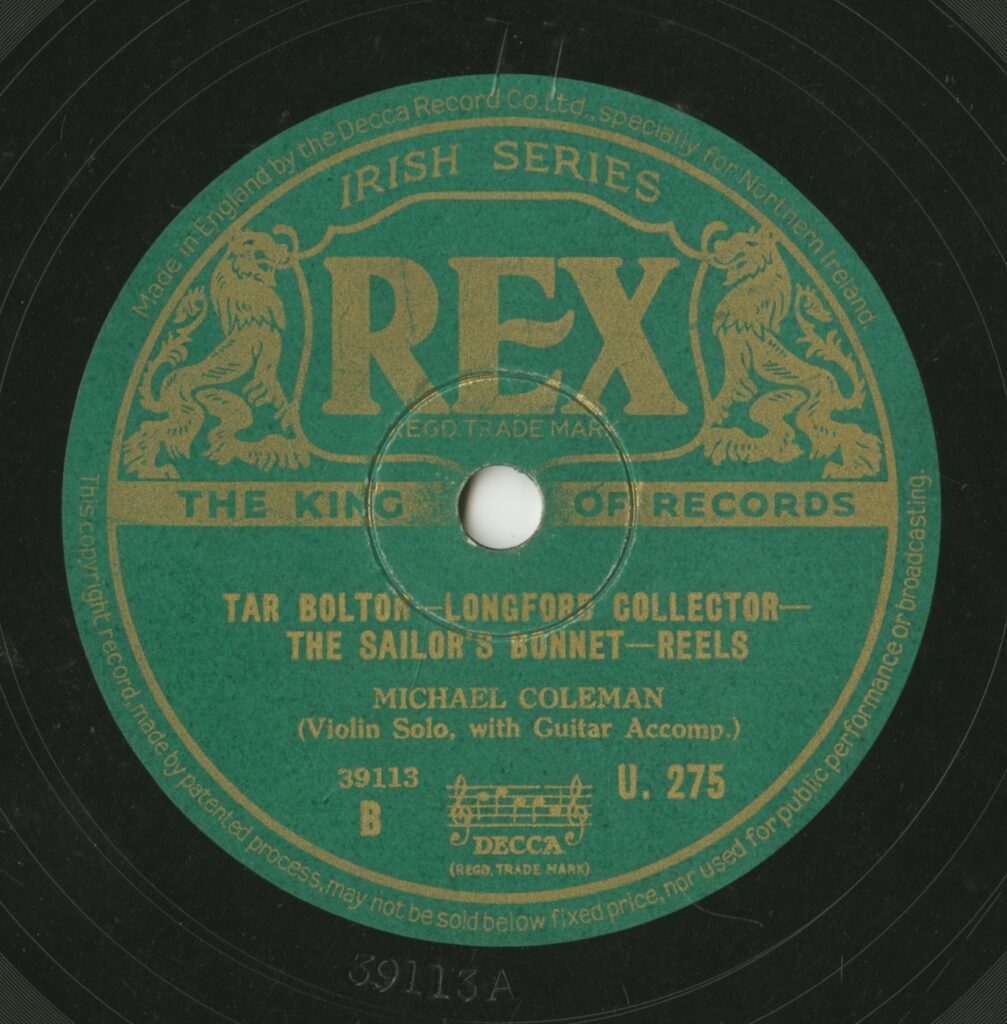 Made in England by the Decca Record Co. Ltd., specially for Northern Ireland.
IRISH SERIES
REX
REGD. TRADE MARK
THE KING OF RECORDS
TAR BOLTON—LONGFORD COLLECTOR—
THE SAILOR'S BONNET—REELS
MICHAEL COLEMAN
(Violin Solo, with Guitar Accomp.)
39113
B
U. 275
DECCA
(REGD. TRADE MARK)
This copyright record, made by patented process, may not be sold below fixed price, nor used for public performance or broadcasting.
39113A